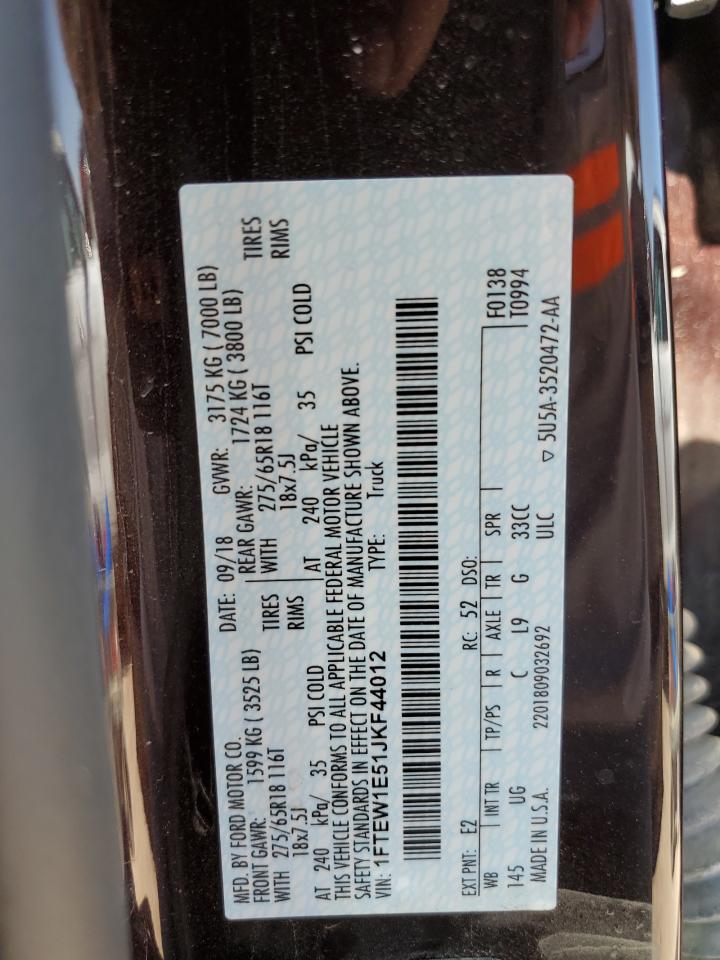 MFD. BY FORD MOTOR CO.
DATE: 09/18 GVWR: 3175 KG ( 7000 LB)
FRONT GAWR: 1599 KG ( 3525 LB) REAR GAWR: 1724 KG ( 3800 LB)
WITH 275/65R18 116T TIRES WITH 275/65R18 116T TIRES
18x7.5J RIMS 18x7.5J RIMS
AT 240 kPa/ 35 PSI COLD AT 240 kPa/ 35 PSI COLD
THIS VEHICLE CONFORMS TO ALL APPLICABLE FEDERAL MOTOR VEHICLE
SAFETY STANDARDS IN EFFECT ON THE DATE OF MANUFACTURE SHOWN ABOVE.
VIN: 1FTEW1E51JKF44012 TYPE: Truck
EXT PNT: E2 RC: 52 DSO:
WB INT TR TP/PS R AXLE TR SPR F0138
145 UG C L9 G 33CC T0994
MADE IN U.S.A. 2201809032692 ULC ▽ 5U5A-3520472-AA